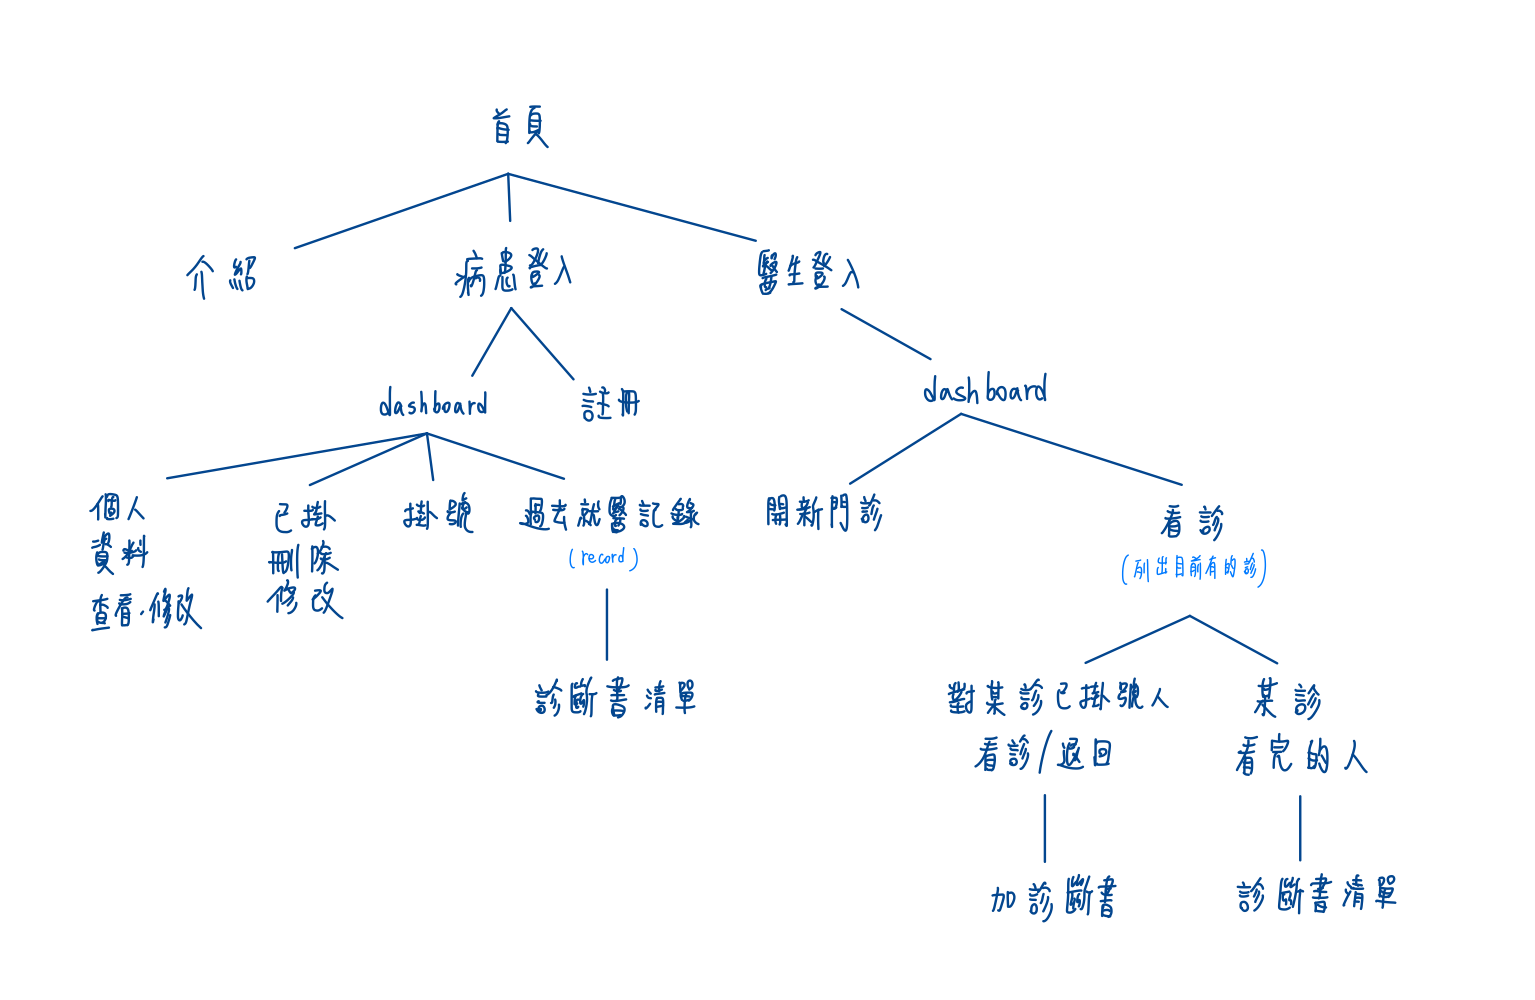 首頁
介紹
病患登入
醫生登入
dashboard
註冊
dashboard
個人
資料
查看.修改
已掛
刪除
修改
掛號
過去就醫記錄
(record)
開新門診
看診
(列出目前有的診)
診斷書清單
對某診已掛號人
看診/退回
某診
看完的人
加診斷書
診斷書清單